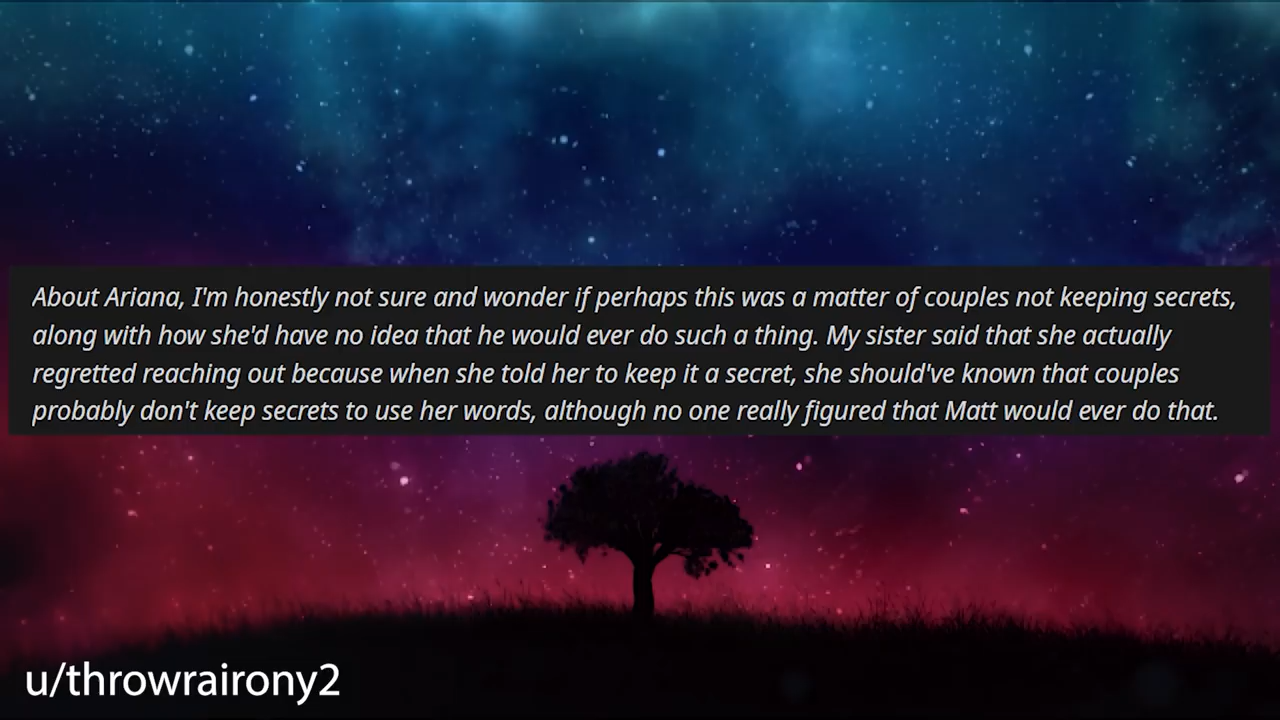 About Ariana, I'm honestly not sure and wonder if perhaps this was a matter of couples not keeping secrets,
along with how she'd have no idea that he would ever do such a thing. My sister said that she actually
regretted reaching out because when she told her to keep it a secret, she should've known that couples
probably don't keep secrets to use her words, although no one really figured that Matt would ever do that.
u/throwrairony2